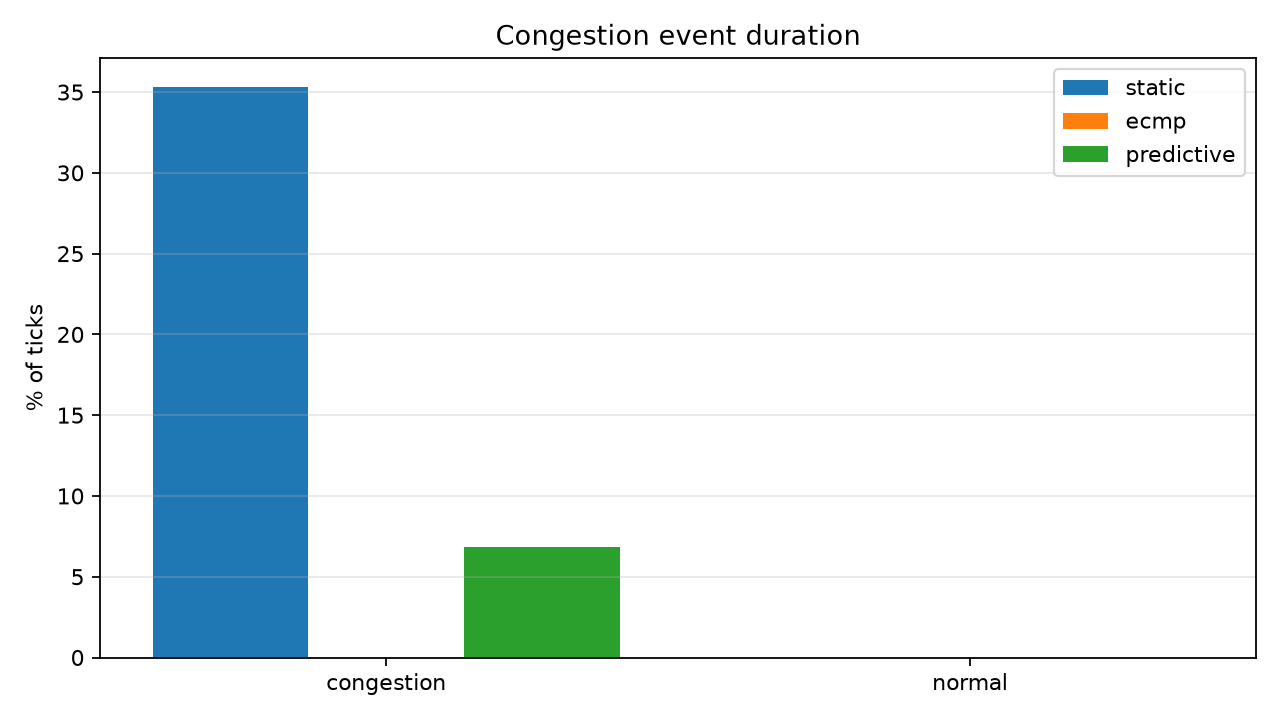 Congestion event duration
static
ecmp
predictive
% of ticks
35
30
25
20
15
10
5
0
congestion
normal